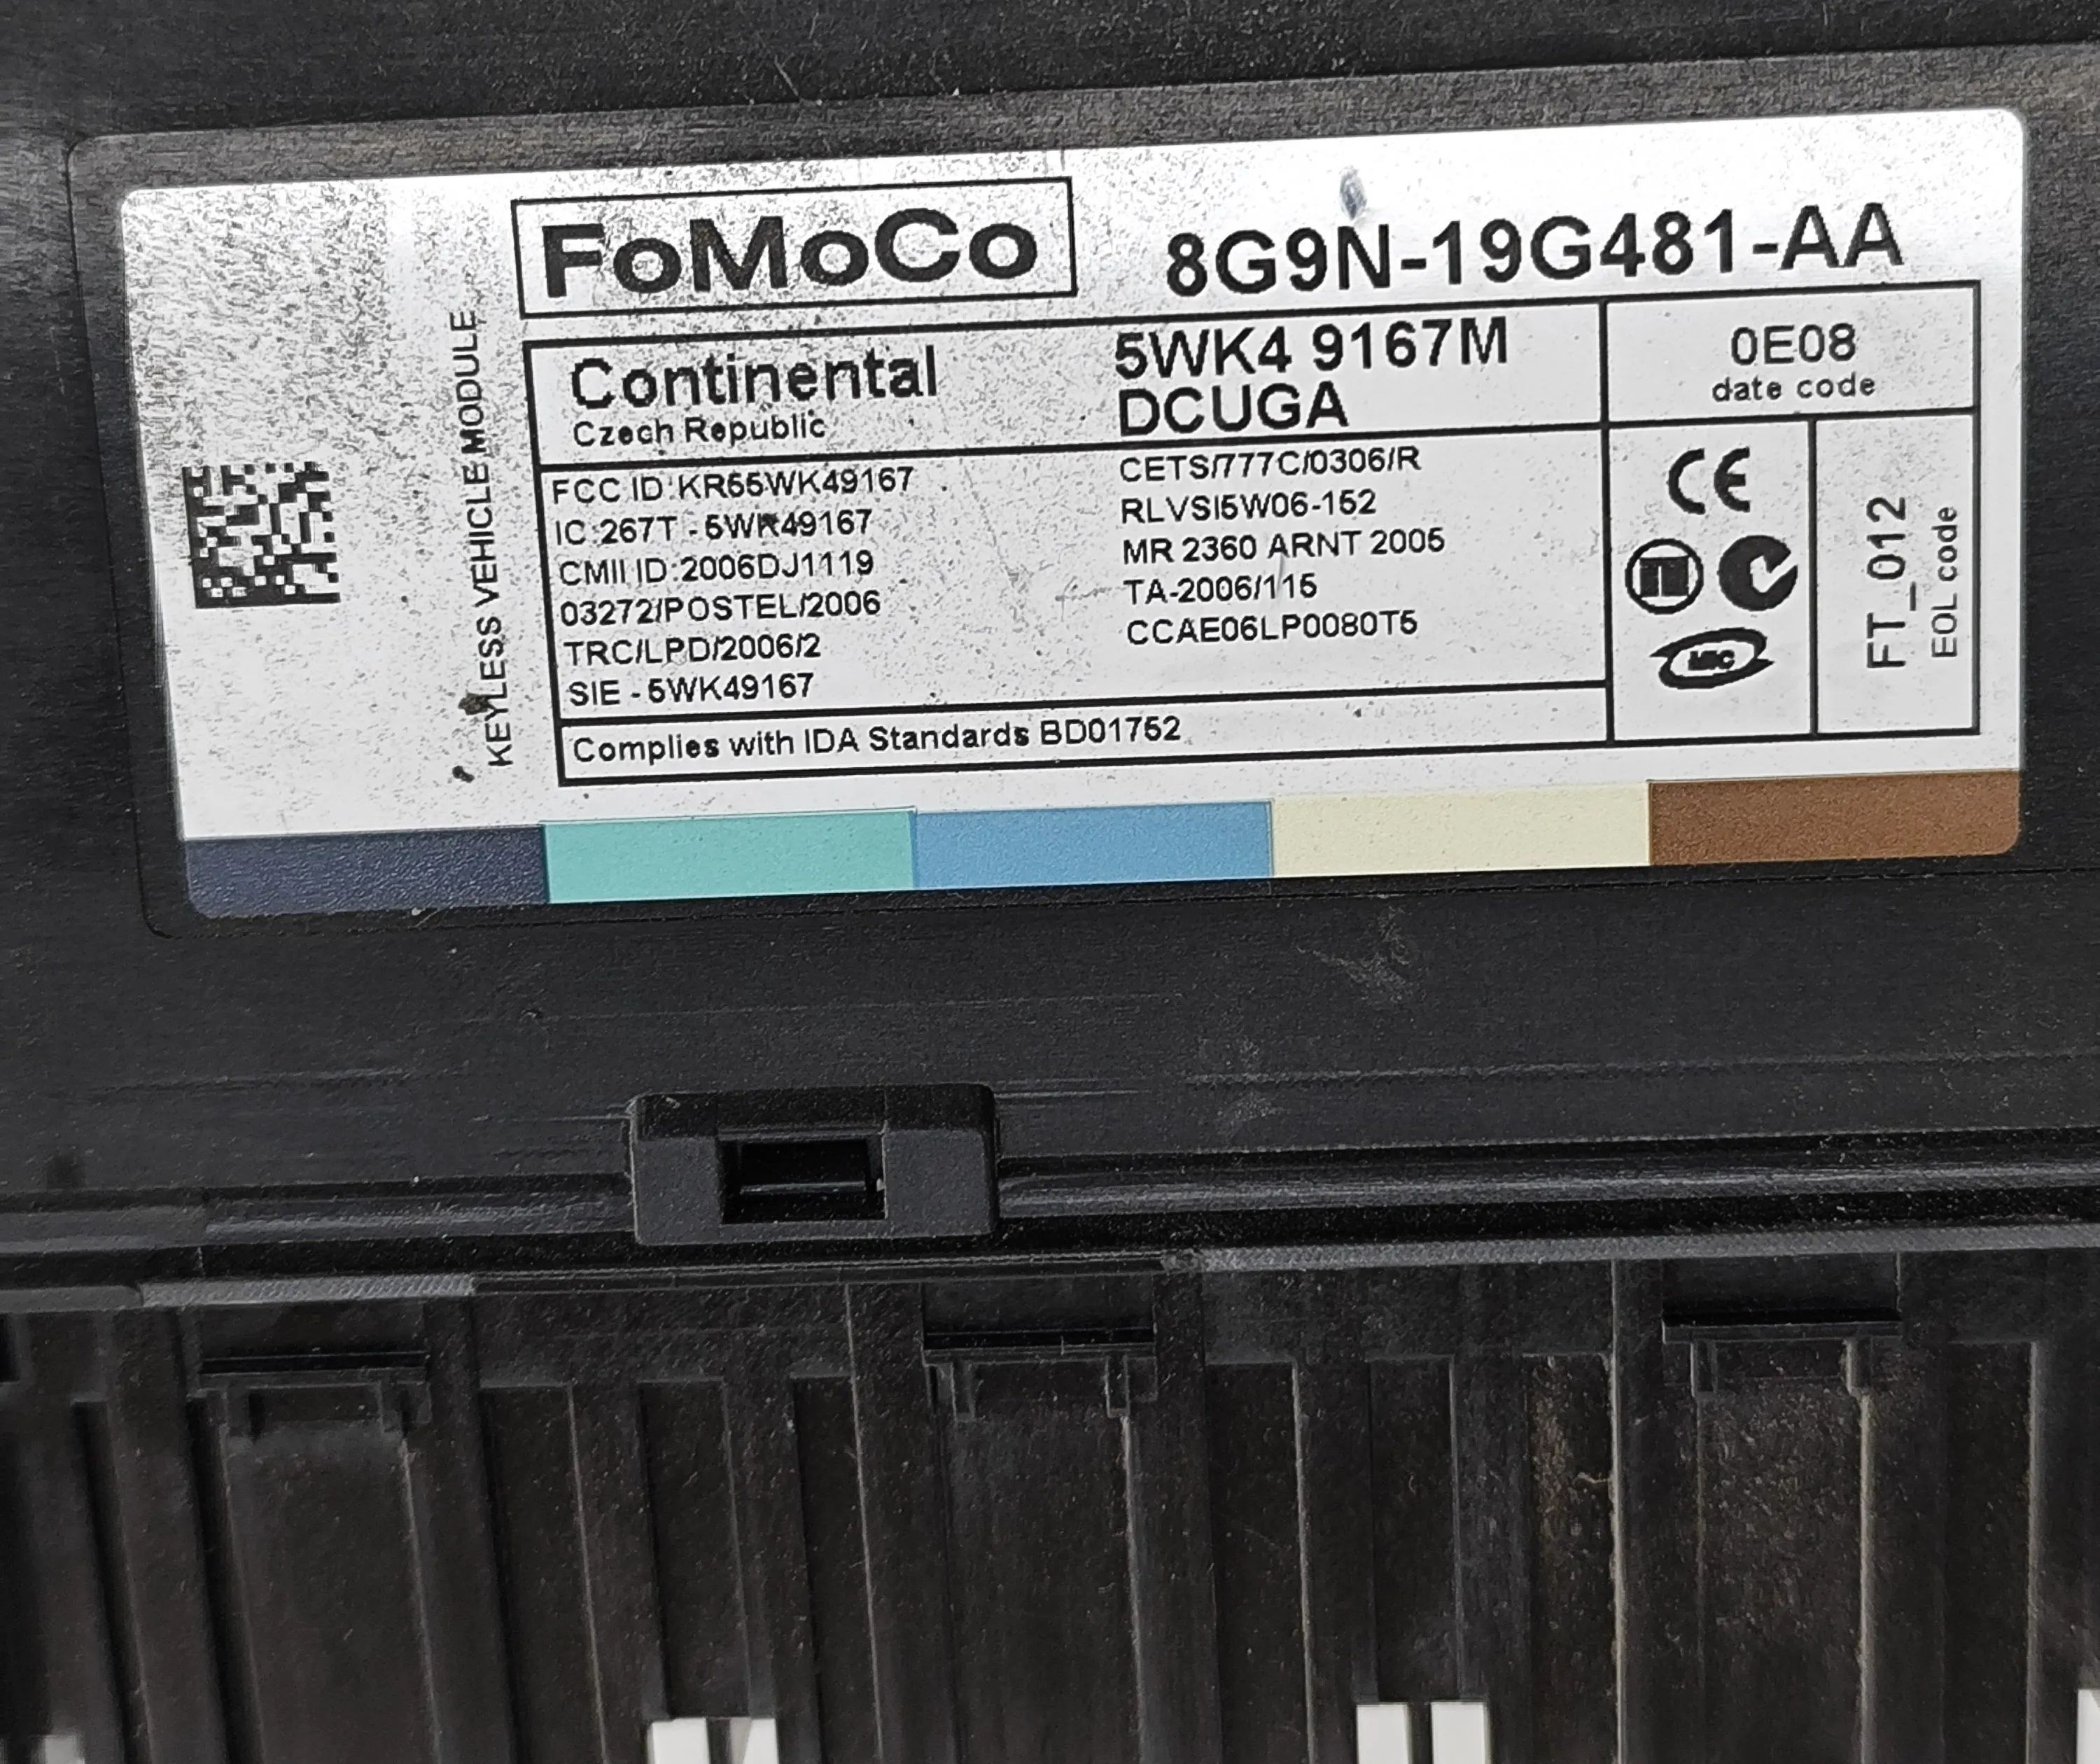 FoMoCo
8G9N-19G481-AA
KEYLESS VEHICLE MODULE
Continental
Czech Republic
5WK4 9167M
DCUGA
0E08
date code
FCC ID:KR55WK49167
IC:267T - 5WK49167
CMII ID:2006DJ1119
03272/POSTEL/2006
TRC/LPD/2006/2
SIE - 5WK49167
CETS/777C/0306/R
RLVSI5W06-152
MR 2360 ARNT 2005
TA-2006/115
CCAE06LP0080T5
CE
MIC
FT_012
EOL code
Complies with IDA Standards BD01752